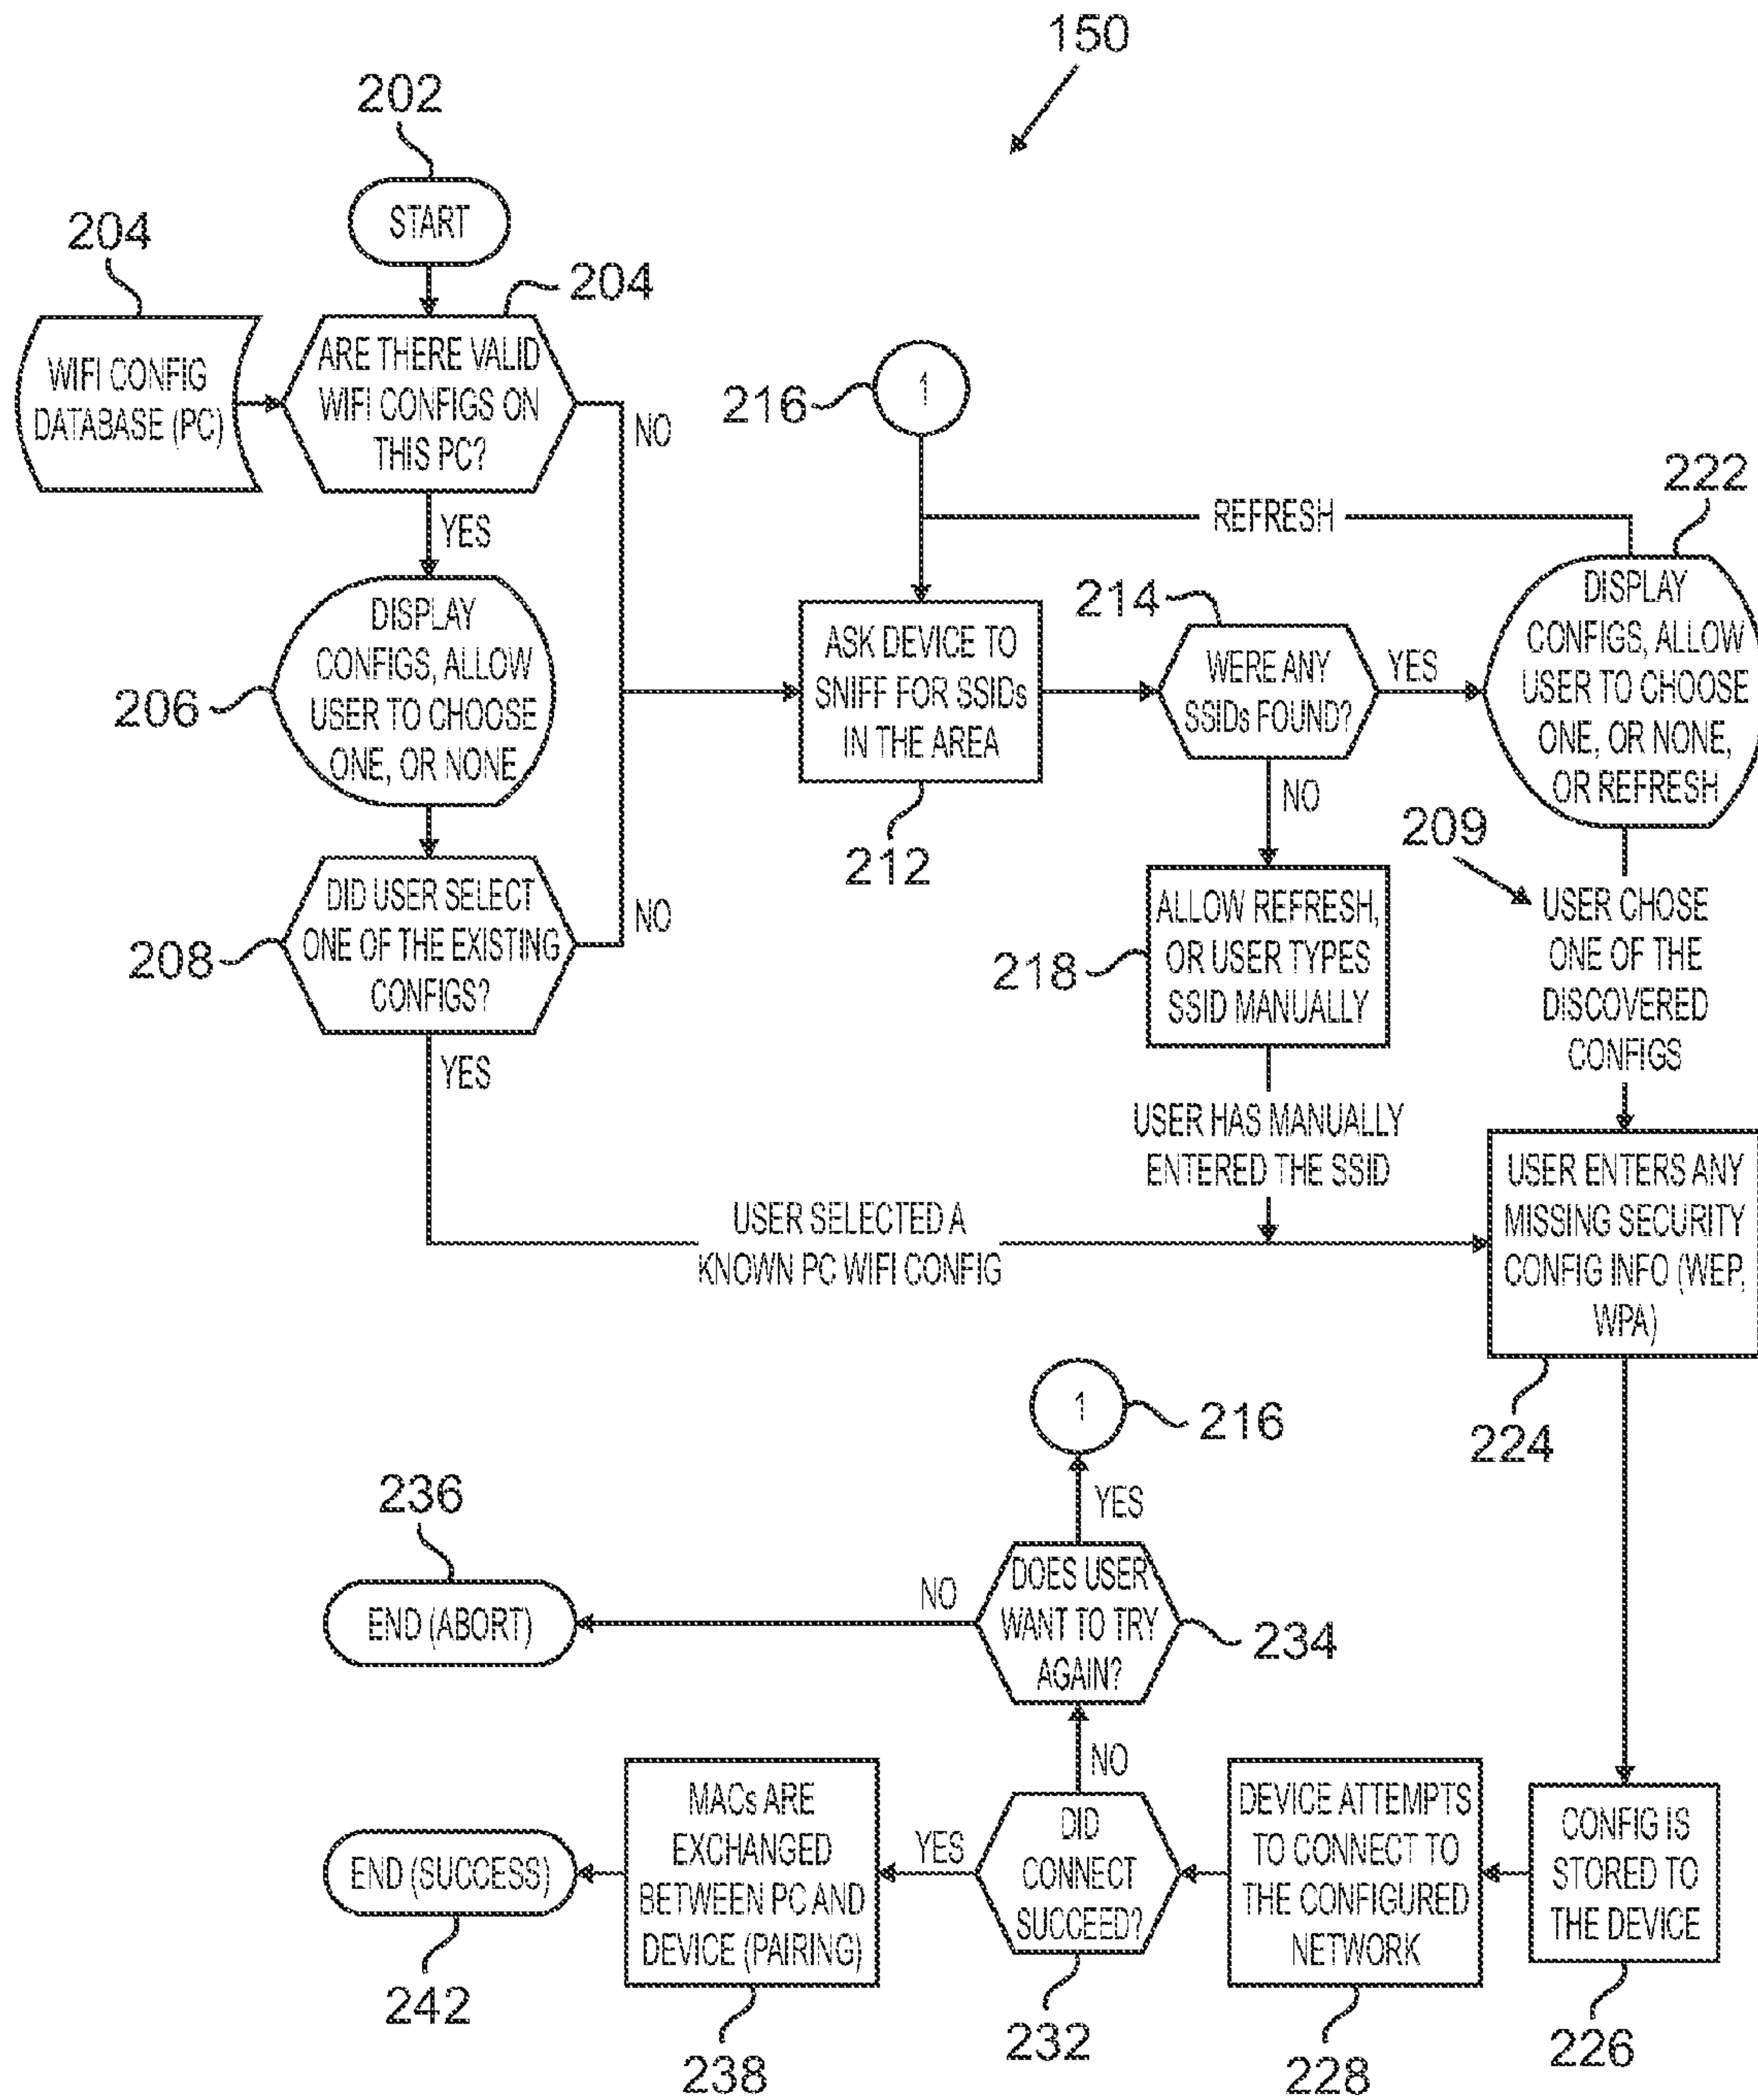 150
202
START
204
204
WIFI CONFIG
DATABASE (PC)
ARE THERE VALID
WIFI CONFIGS ON
THIS PC?
NO
YES
216
1
REFRESH
222
206
DISPLAY
CONFIGS, ALLOW
USER TO CHOOSE
ONE, OR NONE
ASK DEVICE TO
SNIFF FOR SSIDs
IN THE AREA
212
214
WERE ANY
SSIDs FOUND?
YES
NO
DISPLAY
CONFIGS, ALLOW
USER TO CHOOSE
ONE, OR NONE,
OR REFRESH
208
DID USER SELECT
ONE OF THE EXISTING
CONFIGS?
NO
YES
218
ALLOW REFRESH,
OR USER TYPES
SSID MANUALLY
209
USER CHOSE
ONE OF THE
DISCOVERED
CONFIGS
USER HAS MANUALLY
ENTERED THE SSID
USER SELECTED A
KNOWN PC WIFI CONFIG
USER ENTERS ANY
MISSING SECURITY
CONFIG INFO (WEP,
WPA)
224
1
216
YES
236
END (ABORT)
NO
DOES USER
WANT TO TRY
AGAIN?
234
NO
END (SUCCESS)
242
MACs ARE
EXCHANGED
BETWEEN PC AND
DEVICE (PAIRING)
238
YES
DID
CONNECT
SUCCEED?
232
DEVICE ATTEMPTS
TO CONNECT TO
THE CONFIGURED
NETWORK
228
CONFIG IS
STORED TO
THE DEVICE
226